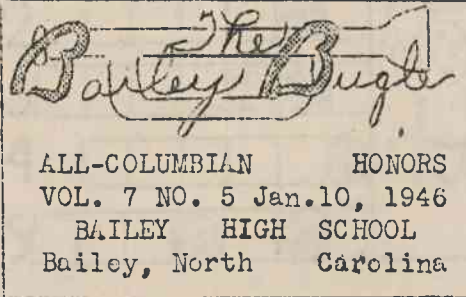 The
Bailey Bugle
ALL-COLUMBIAN HONORS
VOL. 7 NO. 5 Jan.10, 1946
BAILEY HIGH SCHOOL
Bailey, North Carolina